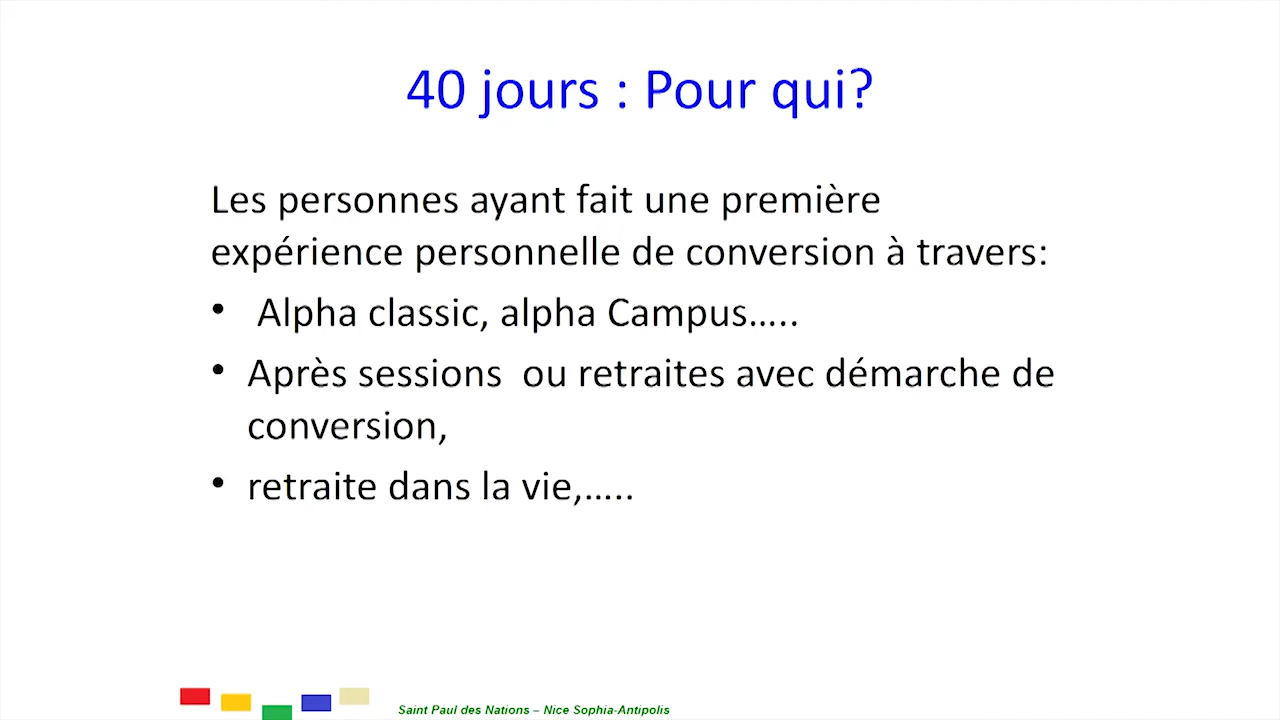 40 jours : Pour qui?
Les personnes ayant fait une première
expérience personnelle de conversion à travers:
• Alpha classic, alpha Campus…..
• Après sessions ou retraites avec démarche de
conversion,
• retraite dans la vie,…..
Saint Paul des Nations – Nice Sophia-Antipolis